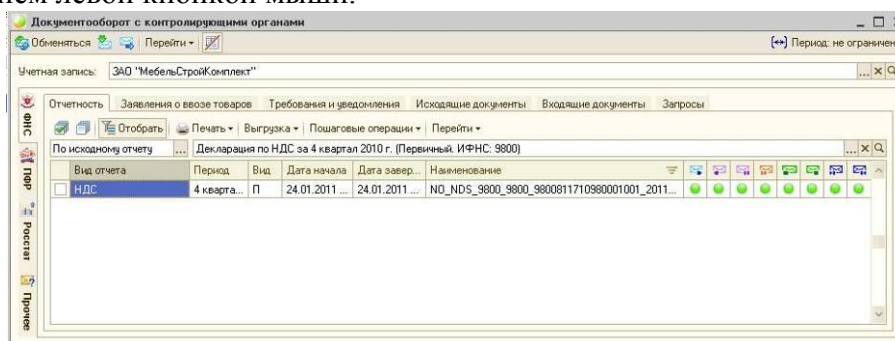 нием левой кнопкой мыши.
Документооборот с контролирующими органами
Обменяться Перейти Период: не ограничен
Учетная запись: ЗАО "МебельСтройКомплект"
ФНС
ПФР
Росстат
Прочее
Отчетность Заявления о ввозе товаров Требования и уведомления Исходящие документы Входящие документы Запросы
Отобрать Печать Выгрузка Пошаговые операции Перейти
По исходному отчету ... Декларация по НДС за 4 квартал 2010 г. (Первичный. ИФНС: 9800)
Вид отчета Период Вид Дата начала Дата завер... Наименование
НДС 4 кварта... П 24.01.2011 ... 24.01.2011 ... NO_NDS_9800_9800_9800811710980001001_2011...